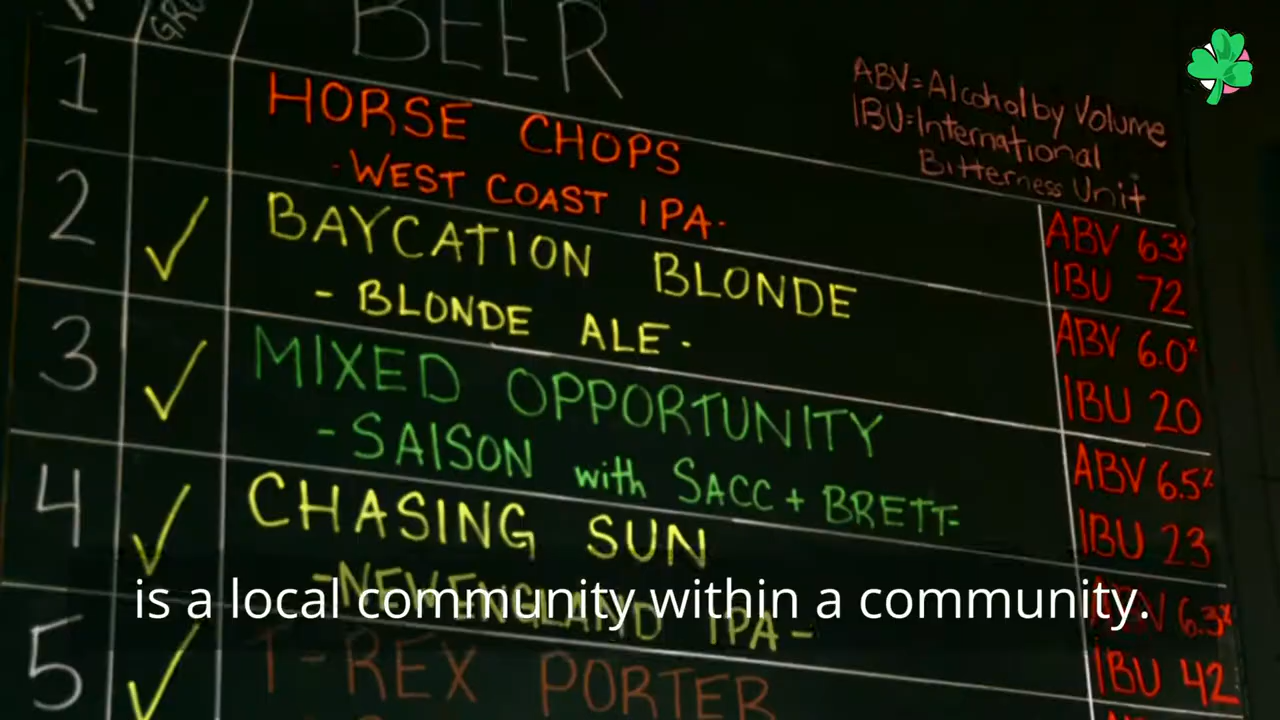 BEER
ABV=Alcohol by Volume
IBU=International
Bitterness Unit
1
HORSE CHOPS
-WEST COAST IPA-
ABV 6.3%
IBU 72
2 ✓
BAYCATION BLONDE
- BLONDE ALE -
ABV 6.0%
IBU 20
3 ✓
MIXED OPPORTUNITY
-SAISON with SACC + BRETT-
ABV 6.5%
IBU 23
4 ✓
CHASING SUN
-NEW ENGLAND IPA-
ABV 6.3%
IBU 42
5 ✓
T-REX PORTER
is a local community within a community.